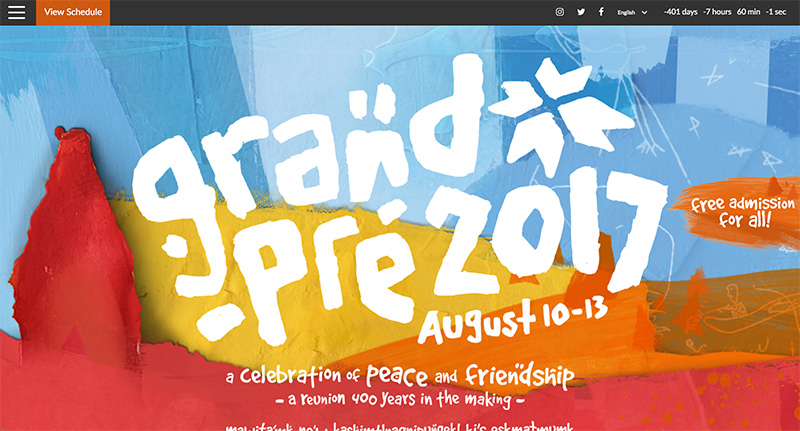 View Schedule
English
-401 days -7 hours 60 min -1 sec
grand
-pré 2017
free admission
for all!
August 10-13
a celebration of peace and friendship
- a reunion 400 years in the making -